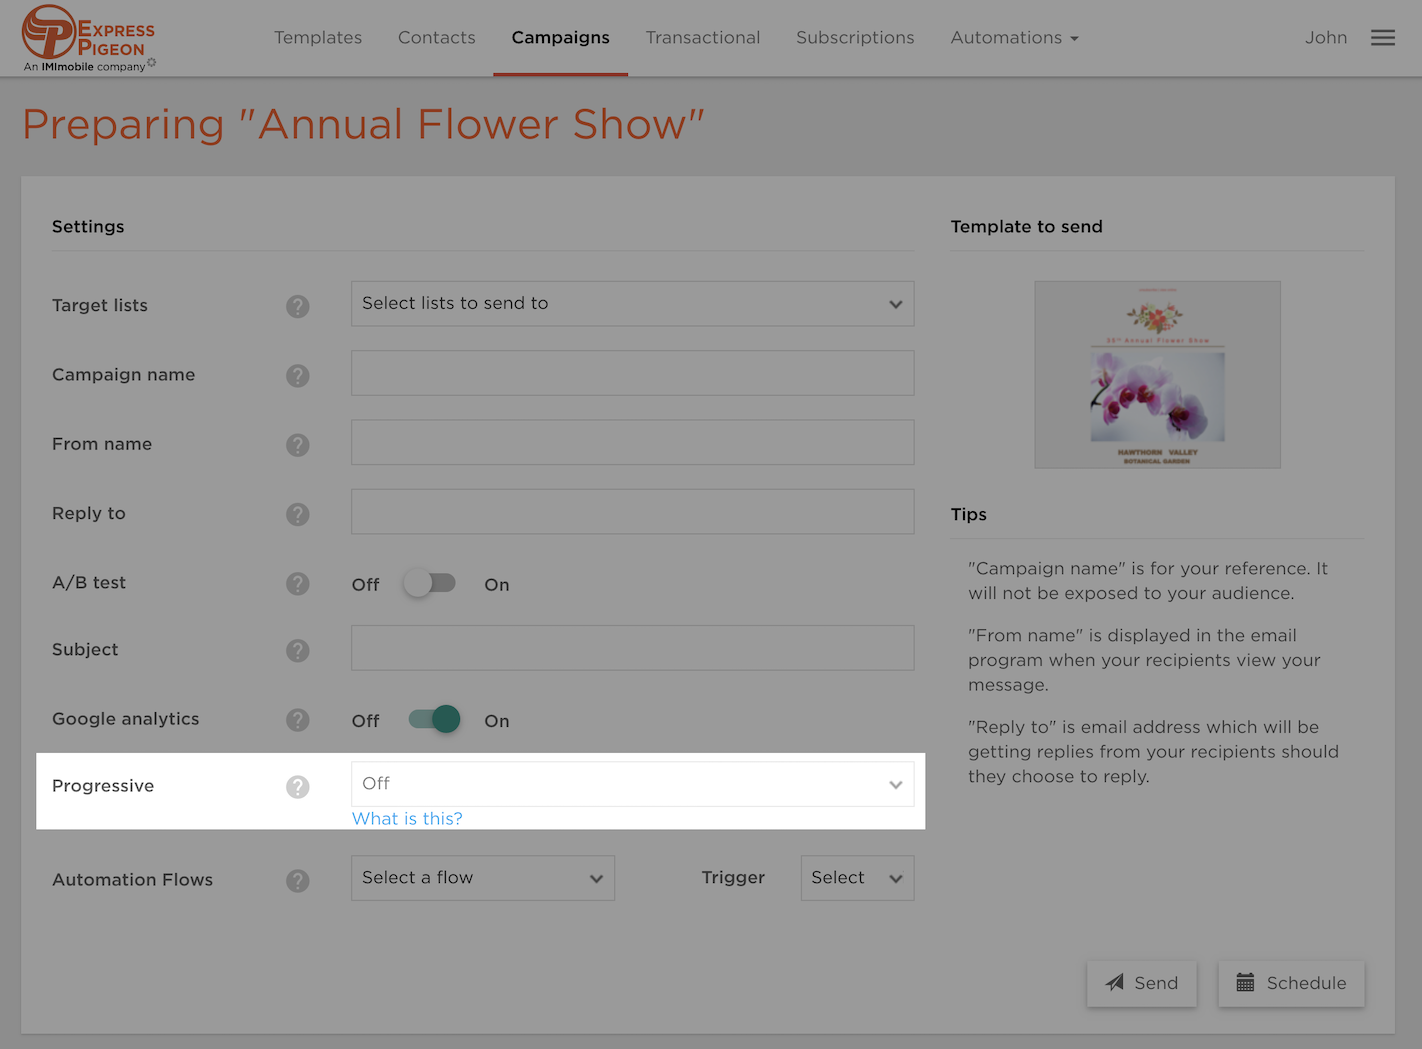 EXPRESS
PIGEON
An IMImobile company
Templates
Contacts
Campaigns
Transactional
Subscriptions
Automations
John
Preparing "Annual Flower Show"
Settings
Target lists
?
Select lists to send to
Campaign name
?
From name
?
Reply to
?
A/B test
?
Off
On
Subject
?
Google analytics
?
Off
On
Progressive
?
Off
What is this?
Automation Flows
?
Select a flow
Trigger
Select
Template to send
35th Annual Flower Show
HAWTHORN VALLEY
BOTANICAL GARDEN
Tips
"Campaign name" is for your reference. It
will not be exposed to your audience.
"From name" is displayed in the email
program when your recipients view your
message.
"Reply to" is email address which will be
getting replies from your recipients should
they choose to reply.
Send
Schedule